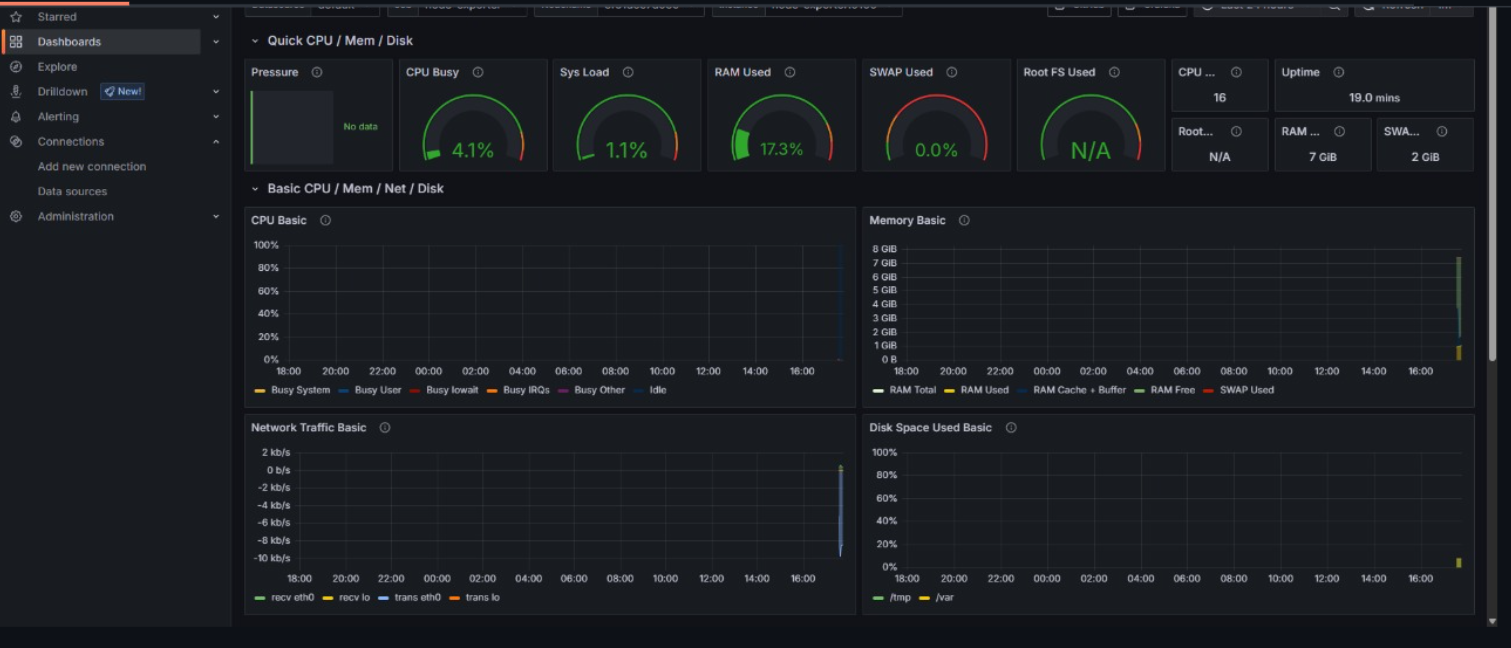 Starred
Dashboards
Explore
Drilldown New!
Alerting
Connections
Add new connection
Data sources
Administration
Quick CPU / Mem / Disk
Pressure
No data
CPU Busy
4.1%
Sys Load
1.1%
RAM Used
17.3%
SWAP Used
0.0%
Root FS Used
N/A
CPU ...
16
Uptime
19.0 mins
Root...
N/A
RAM ...
7 GiB
SWA...
2 GiB
Basic CPU / Mem / Net / Disk
CPU Basic
100%
80%
60%
40%
20%
0%
18:00 20:00 22:00 00:00 02:00 04:00 06:00 08:00 10:00 12:00 14:00 16:00
Busy System Busy User Busy Iowait Busy IRQs Busy Other Idle
Memory Basic
8 GiB
7 GiB
6 GiB
5 GiB
4 GiB
3 GiB
2 GiB
1 GiB
0 B
18:00 20:00 22:00 00:00 02:00 04:00 06:00 08:00 10:00 12:00 14:00 16:00
RAM Total RAM Used RAM Cache + Buffer RAM Free SWAP Used
Network Traffic Basic
2 kb/s
0 b/s
-2 kb/s
-4 kb/s
-6 kb/s
-8 kb/s
-10 kb/s
18:00 20:00 22:00 00:00 02:00 04:00 06:00 08:00 10:00 12:00 14:00 16:00
recv eth0 recv lo trans eth0 trans lo
Disk Space Used Basic
100%
80%
60%
40%
20%
0%
18:00 20:00 22:00 00:00 02:00 04:00 06:00 08:00 10:00 12:00 14:00 16:00
/tmp /var